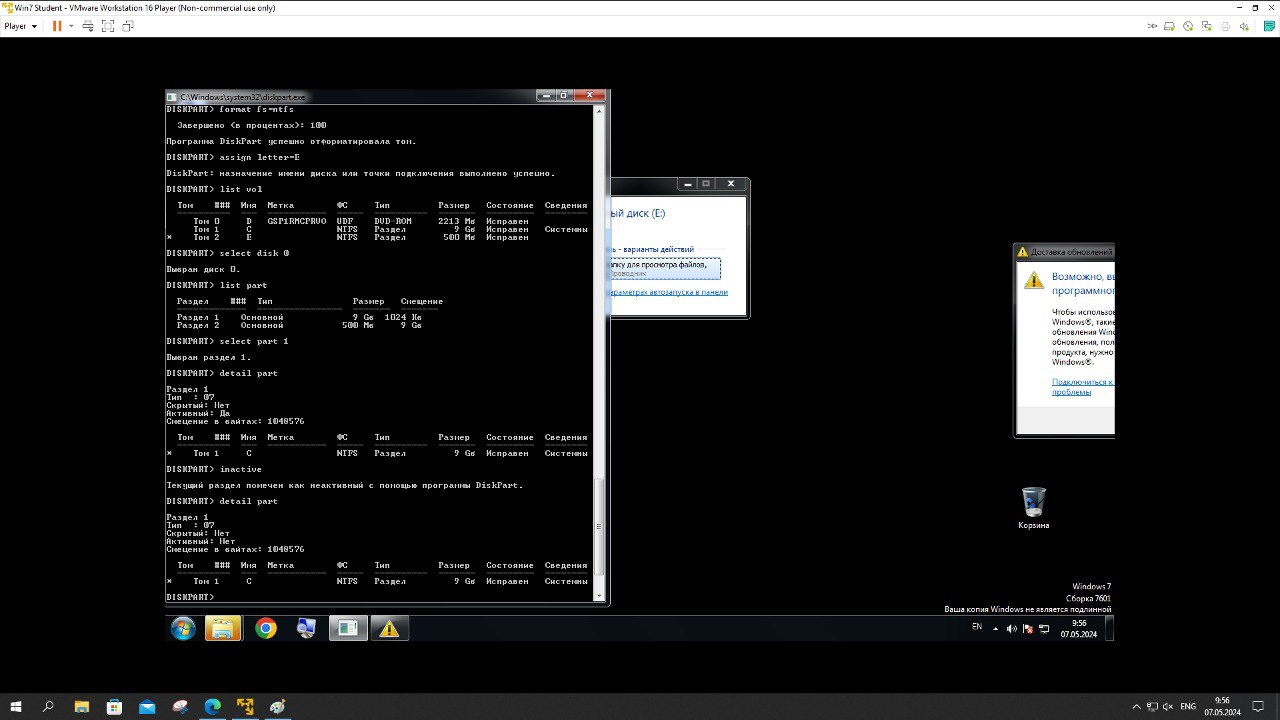 Win7 Student - VMware Workstation 16 Player (Non-commercial use only)
Player
C:\Windows\system32\diskpart.exe
DISKPART> format fs=ntfs
Завершено (в процентах): 100
Программа DiskPart успешно отформатировала том.
DISKPART> assign letter=E
DiskPart: назначение имени диска или точки подключения выполнено успешно.
DISKPART> list vol
Том ### Имя Метка ФС Тип Размер Состояние Сведения
Том 0 D GSP1RMCPRVO UDF DVD-ROM 2213 Mб Исправен
Том 1 C NTFS Раздел 9 Gб Исправен Системны
* Том 2 E NTFS Раздел 500 Mб Исправен
DISKPART> select disk 0
Выбран диск 0.
DISKPART> list part
Раздел ### Тип Размер Смещение
Раздел 1 Основной 9 Gб 1024 Kб
Раздел 2 Основной 500 Mб 9 Gб
DISKPART> select part 1
Выбран раздел 1.
DISKPART> detail part
Раздел 1
Тип : 07
Скрытый: Нет
Активный: Да
Смещение в байтах: 1048576
Том ### Имя Метка ФС Тип Размер Состояние Сведения
* Том 1 C NTFS Раздел 9 Gб Исправен Системны
DISKPART> inactive
Текущий раздел помечен как неактивный с помощью программы DiskPart.
DISKPART> detail part
Раздел 1
Тип : 07
Скрытый: Нет
Активный: Нет
Смещение в байтах: 1048576
Том ### Имя Метка ФС Тип Размер Состояние Сведения
* Том 1 C NTFS Раздел 9 Gб Исправен Системны
DISKPART>
ый диск (E:)
ь - варианты действий
апку для просмотра файлов,
Проводник
араметрах автозапуска в панели
Доставка обновлений
Возможно, вы
программног
Чтобы использо
Windows®, такие
обновления Wind
обновления, пол
продукта, нужно
Windows®.
Подключиться к
проблемы
Корзина
Windows 7
Сборка 7601
Ваша копия Windows не является подлинной
EN
9:56
07.05.2024
9:56
ENG
07.05.2024